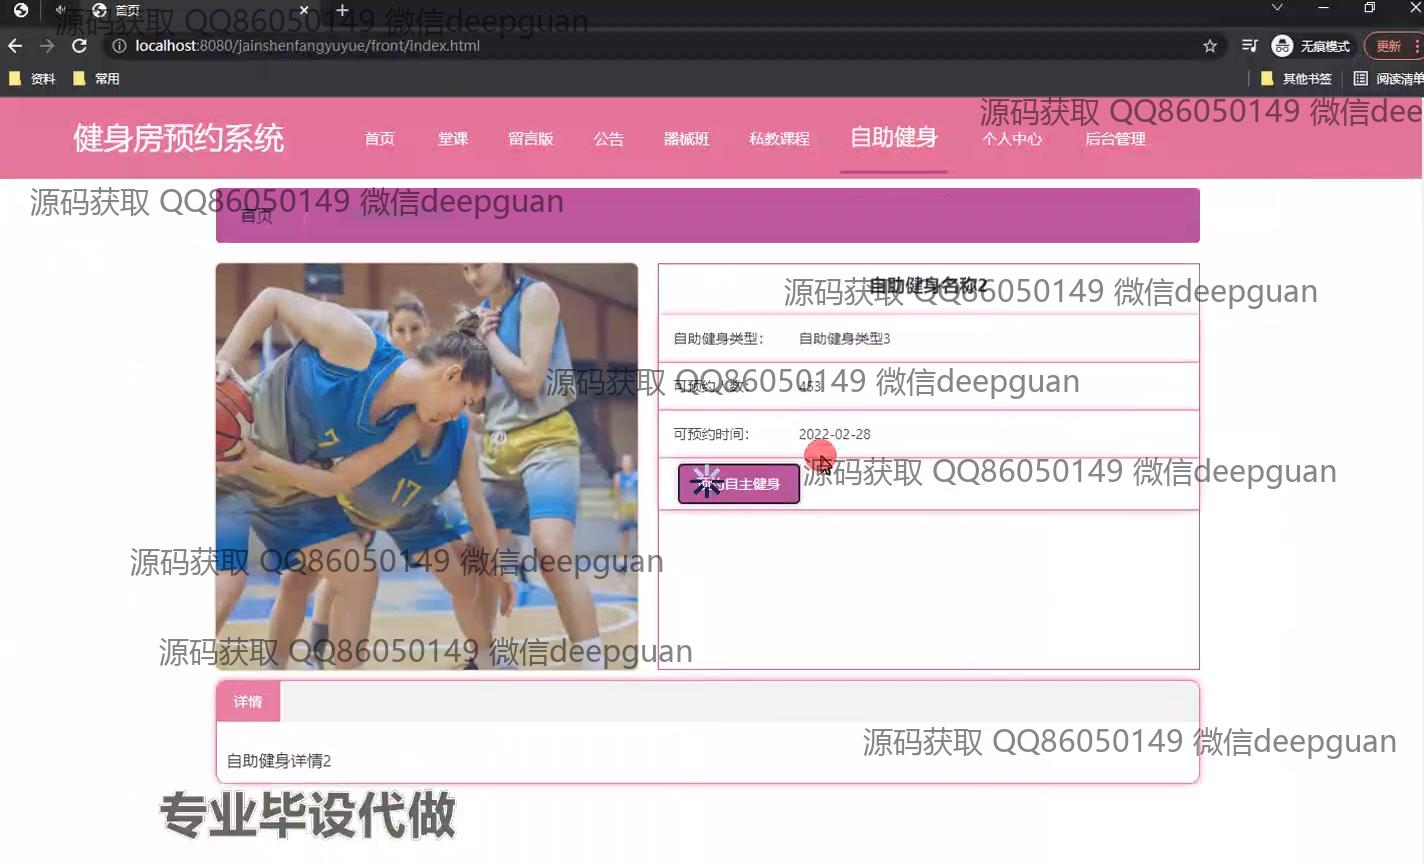 首页
源码获取 QQ86050149 微信deepguan
localhost:8080/jainshenfangyuyue/front/index.html
无痕模式
更新
资料
常用
其他书签
阅读清单
健身房预约系统
首页
堂课
留言版
公告
器械班
私教课程
自助健身
个人中心
后台管理
源码获取 QQ86050149 微信dee
源码获取 QQ86050149 微信deepguan
首页
自助健身名称2
源码获取 QQ86050149 微信deepguan
自助健身类型： 自助健身类型3
可预约人数： 453
源码获取 QQ86050149 微信deepguan
可预约时间： 2022-02-28
源码获取 QQ86050149 微信deepguan
预约自主健身
7
17
源码获取 QQ86050149 微信deepguan
源码获取 QQ86050149 微信deepguan
详情
源码获取 QQ86050149 微信deepguan
自助健身详情2
专业毕设代做